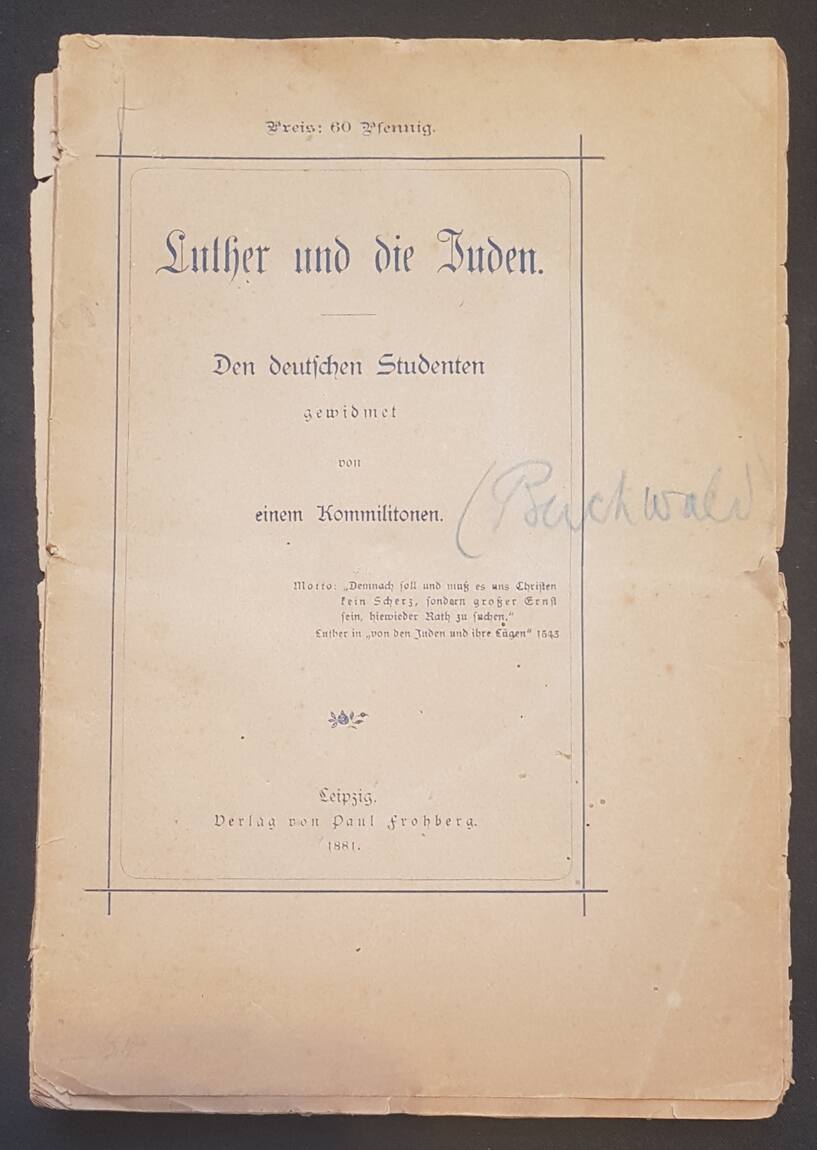 Preis: 60 Pfennig.
Luther und die Juden.
Den deutschen Studenten
gewidmet
von
einem Kommilitonen.
(Buchwald
Motto: „Demnach soll und muß es uns Christen
kein Scherz, sondern großer Ernst
sein, hiewieder Rath zu suchen.“
Luther in „von den Juden und ihre Lügen“ 1543
Leipzig.
Verlag von Paul Frohberg.
1881.